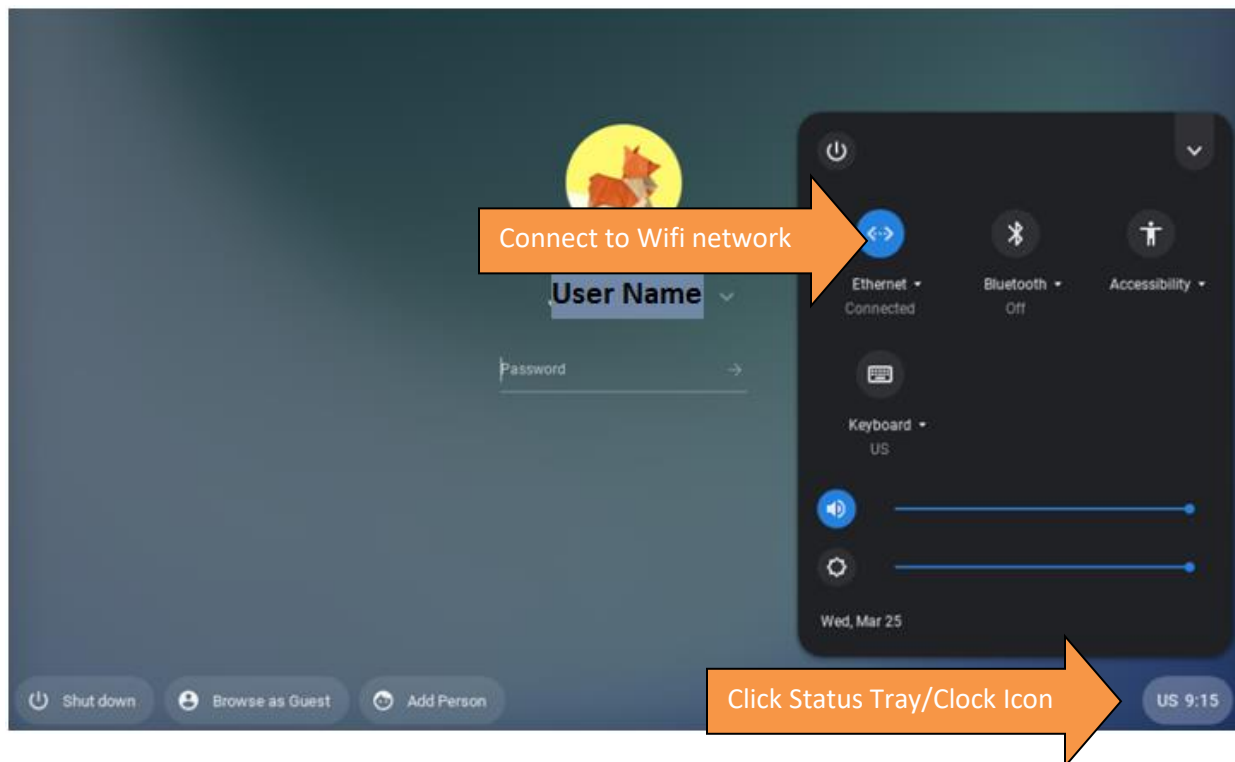 Connect to Wifi network
User Name
Password
Ethernet
Connected
Bluetooth
Off
Accessibility
Keyboard
US
Wed, Mar 25
Shut down
Browse as Guest
Add Person
Click Status Tray/Clock Icon
US 9:15